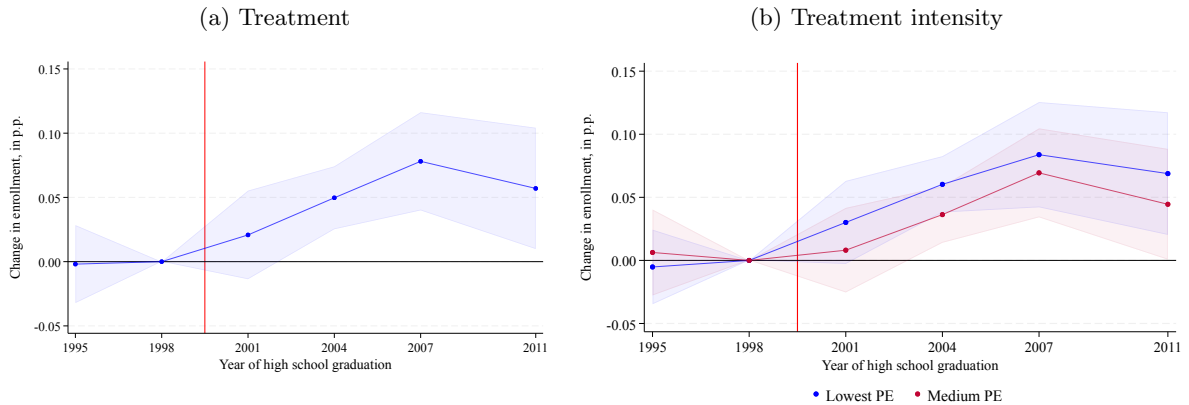 (a) Treatment
0.15
0.10
0.05
0.00
-0.05
Change in enrollment, in p.p.
1995 1998 2001 2004 2007 2011
Year of high school graduation
(b) Treatment intensity
0.15
0.10
0.05
0.00
-0.05
Change in enrollment, in p.p.
1995 1998 2001 2004 2007 2011
Year of high school graduation
Lowest PE Medium PE